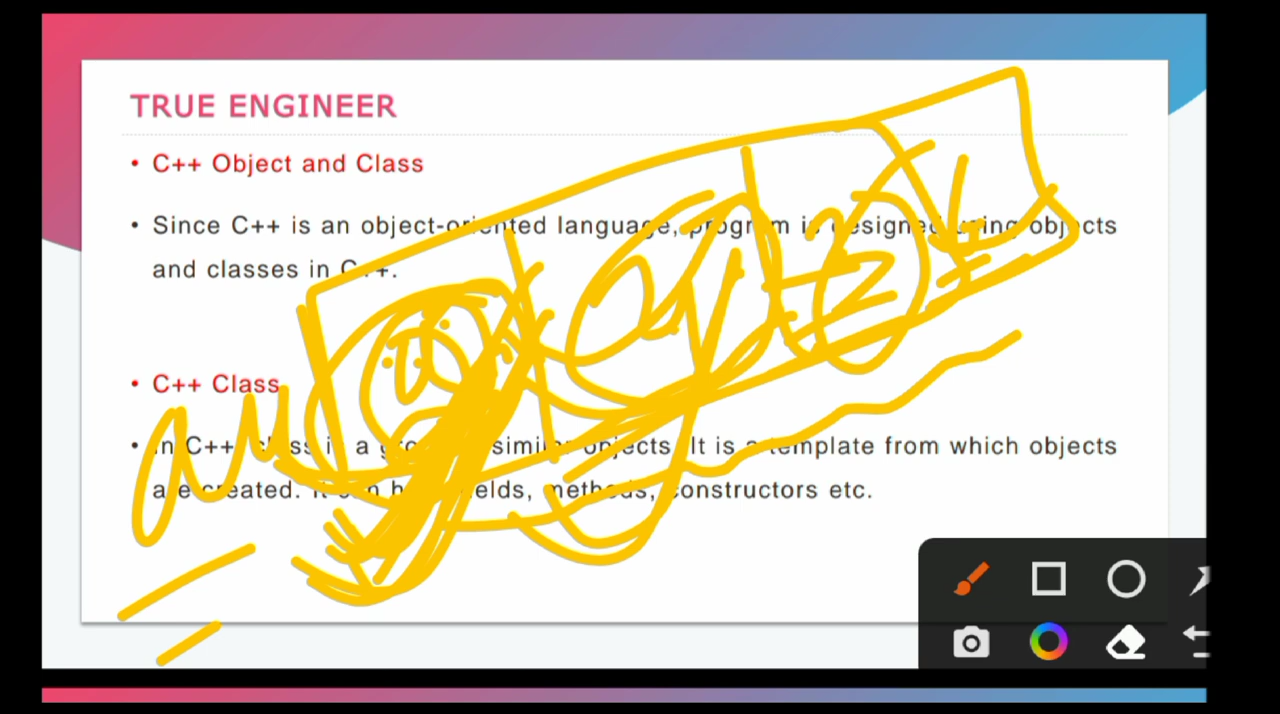 TRUE ENGINEER
• C++ Object and Class
• Since C++ is an object-oriented language, program is designed using objects
and classes in C++.
• C++ Class
• In C++, class is a group of similar objects. It is a template from which objects
are created. It can have fields, methods, constructors etc.